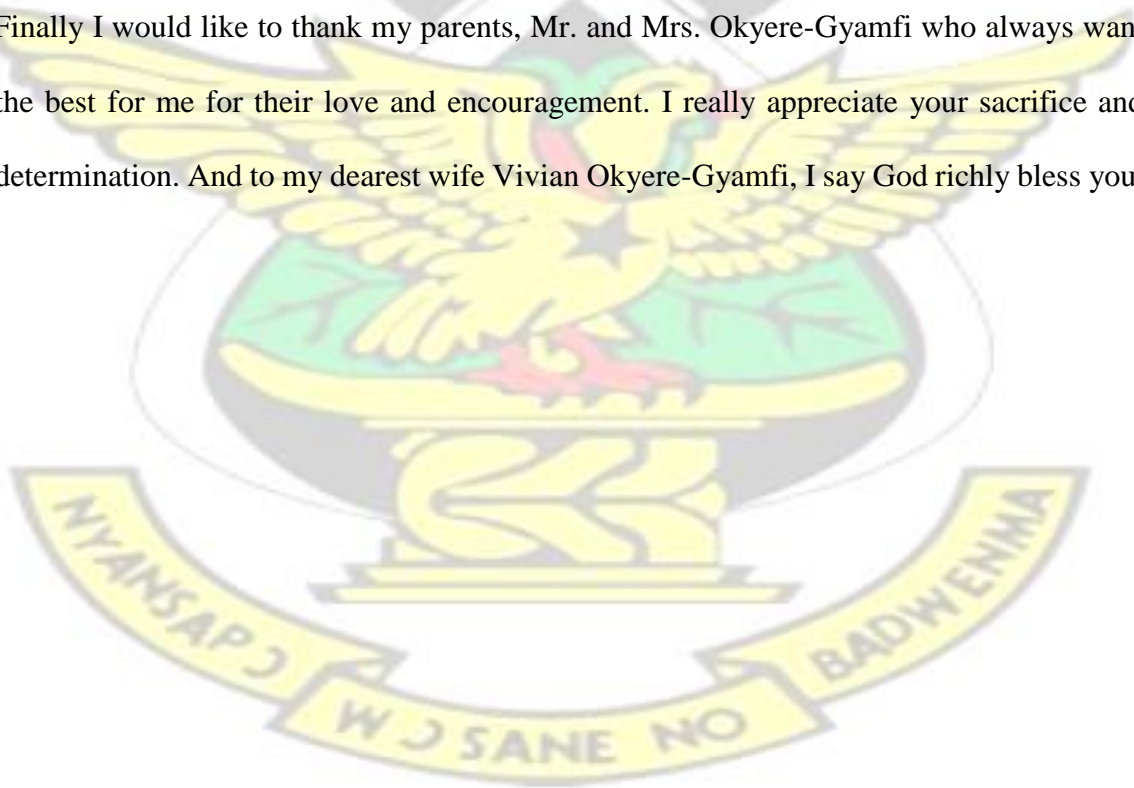 Finally I would like to thank my parents, Mr. and Mrs. Okyere-Gyamfi who always wan
the best for me for their love and encouragement. I really appreciate your sacrifice and
determination. And to my dearest wife Vivian Okyere-Gyamfi, I say God richly bless you
NYANSAPƆ WƆSANE NO BADWENMA